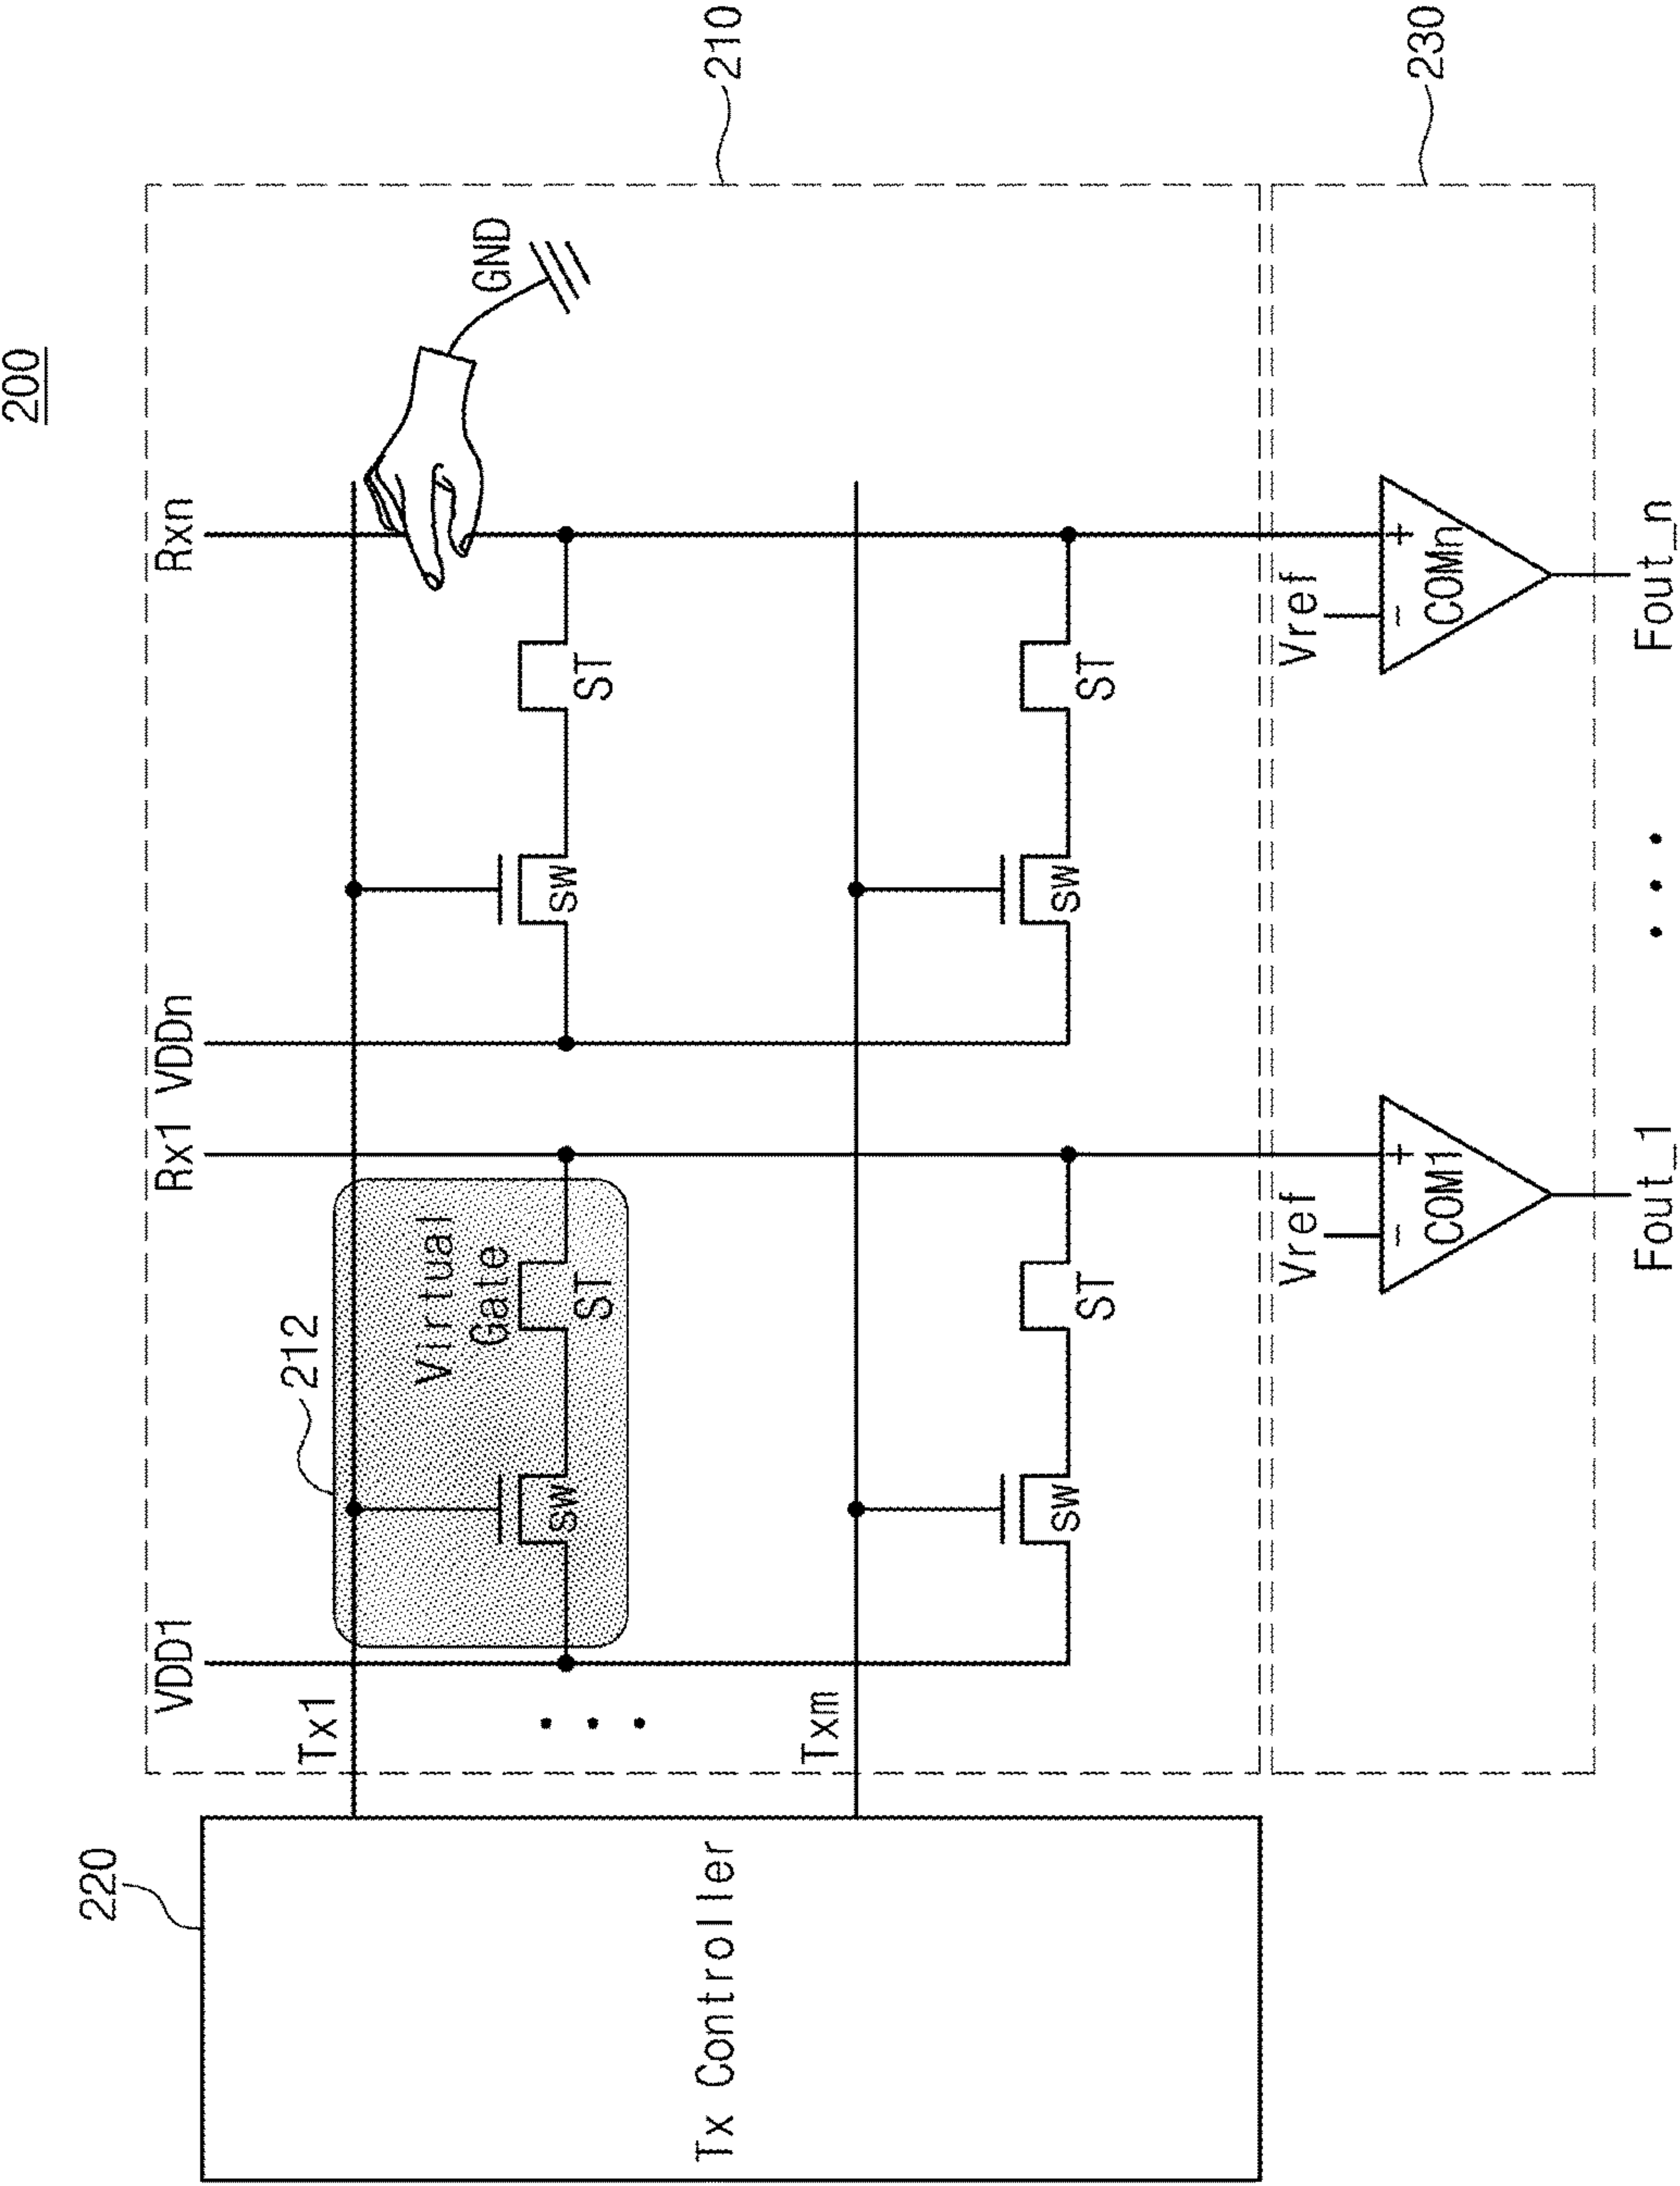 200
210
230
220
212
VDD1
Rx1
VDDn
Rxn
Tx1
Txm
Tx Controller
Virtual
Gate
sw
ST
sw
ST
sw
ST
sw
ST
GND
Vref
Vref
COM1
COMn
+
−
+
−
Fout_1
Fout_n